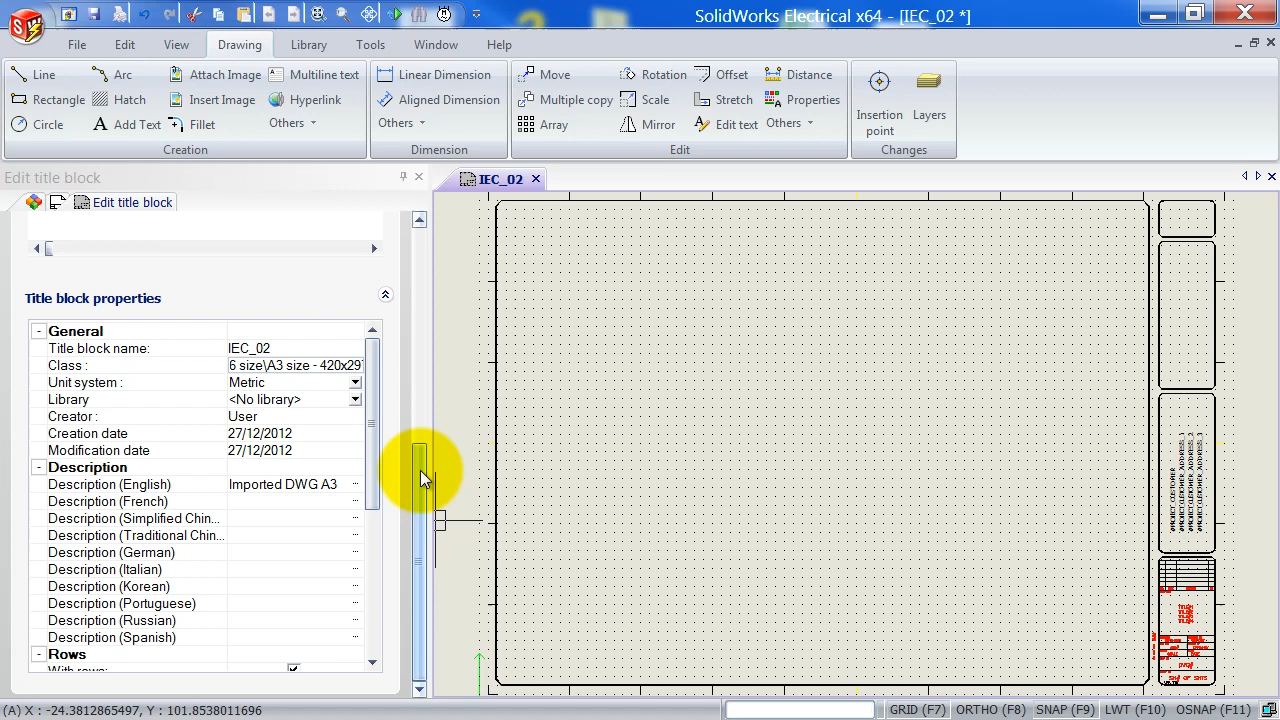 SolidWorks Electrical x64 - [IEC_02 *]
File Edit View Drawing Library Tools Window Help
Line Arc Attach Image Multiline text Linear Dimension Move Rotation Offset Distance
Rectangle Hatch Insert Image Hyperlink Aligned Dimension Multiple copy Scale Stretch Properties Insertion point Layers
Circle Add Text Fillet Others Others Array Mirror Edit text Others
Creation Dimension Edit Changes
Edit title block
IEC_02
Edit title block
Title block properties
General
Title block name: IEC_02
Class : 6 size\A3 size - 420x29
Unit system : Metric
Library <No library>
Creator : User
Creation date 27/12/2012
Modification date 27/12/2012
Description
Description (English) Imported DWG A3
Description (French)
Description (Simplified Chin...
Description (Traditional Chin...
Description (German)
Description (Italian)
Description (Korean)
Description (Portuguese)
Description (Russian)
Description (Spanish)
Rows
With rows:
(A) X : -24.3812865497, Y : 101.8538011696 GRID (F7) ORTHO (F8) SNAP (F9) LWT (F10) OSNAP (F11)